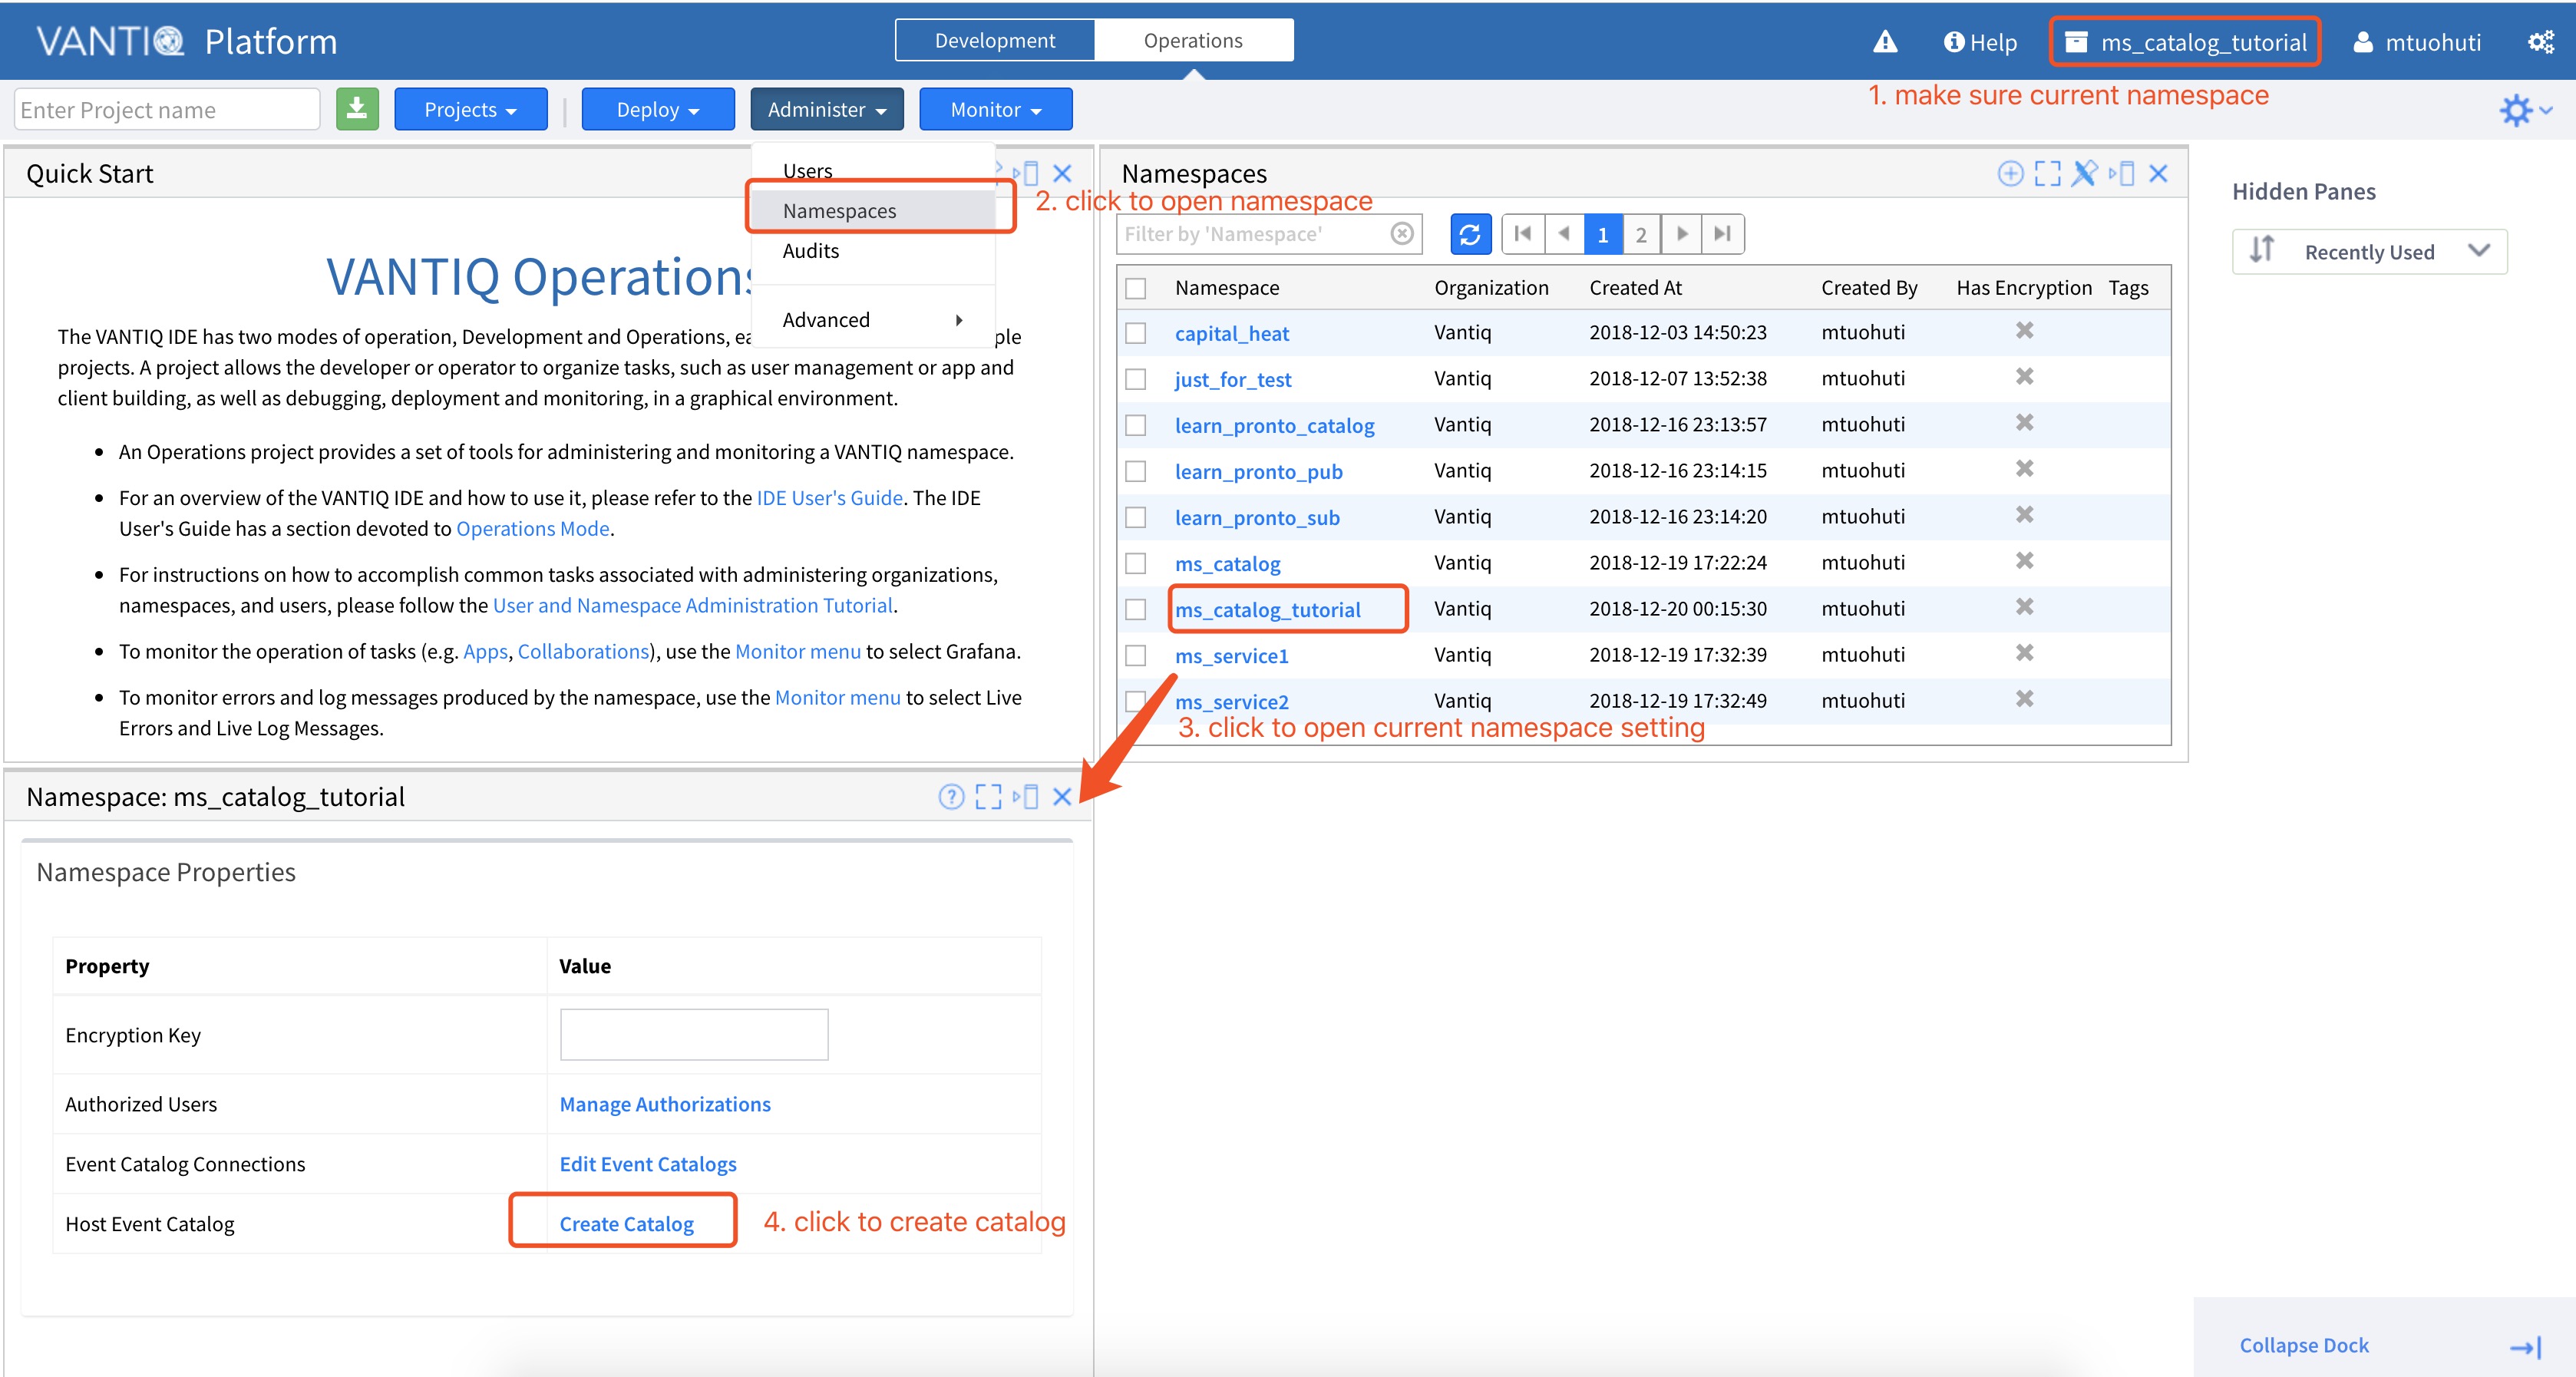 VANTIQ Platform
Development
Operations
Help
ms_catalog_tutorial
mtuohuti
1. make sure current namespace
Enter Project name
Projects
Deploy
Administer
Monitor
Users
Namespaces
Audits
Advanced
2. click to open namespace
Quick Start
VANTIQ Operations
The VANTIQ IDE has two modes of operation, Development and Operations, ea ple
projects. A project allows the developer or operator to organize tasks, such as user management or app and
client building, as well as debugging, deployment and monitoring, in a graphical environment.
• An Operations project provides a set of tools for administering and monitoring a VANTIQ namespace.
• For an overview of the VANTIQ IDE and how to use it, please refer to the IDE User's Guide. The IDE
User's Guide has a section devoted to Operations Mode.
• For instructions on how to accomplish common tasks associated with administering organizations,
namespaces, and users, please follow the User and Namespace Administration Tutorial.
• To monitor the operation of tasks (e.g. Apps, Collaborations), use the Monitor menu to select Grafana.
• To monitor errors and log messages produced by the namespace, use the Monitor menu to select Live
Errors and Live Log Messages.
Namespaces
Filter by 'Namespace'
1 2
Namespace Organization Created At Created By Has Encryption Tags
capital_heat Vantiq 2018-12-03 14:50:23 mtuohuti
just_for_test Vantiq 2018-12-07 13:52:38 mtuohuti
learn_pronto_catalog Vantiq 2018-12-16 23:13:57 mtuohuti
learn_pronto_pub Vantiq 2018-12-16 23:14:15 mtuohuti
learn_pronto_sub Vantiq 2018-12-16 23:14:20 mtuohuti
ms_catalog Vantiq 2018-12-19 17:22:24 mtuohuti
ms_catalog_tutorial Vantiq 2018-12-20 00:15:30 mtuohuti
ms_service1 Vantiq 2018-12-19 17:32:39 mtuohuti
ms_service2 Vantiq 2018-12-19 17:32:49 mtuohuti
3. click to open current namespace setting
Hidden Panes
Recently Used
Namespace: ms_catalog_tutorial
Namespace Properties
Property Value
Encryption Key
Authorized Users Manage Authorizations
Event Catalog Connections Edit Event Catalogs
Host Event Catalog Create Catalog
4. click to create catalog
Collapse Dock